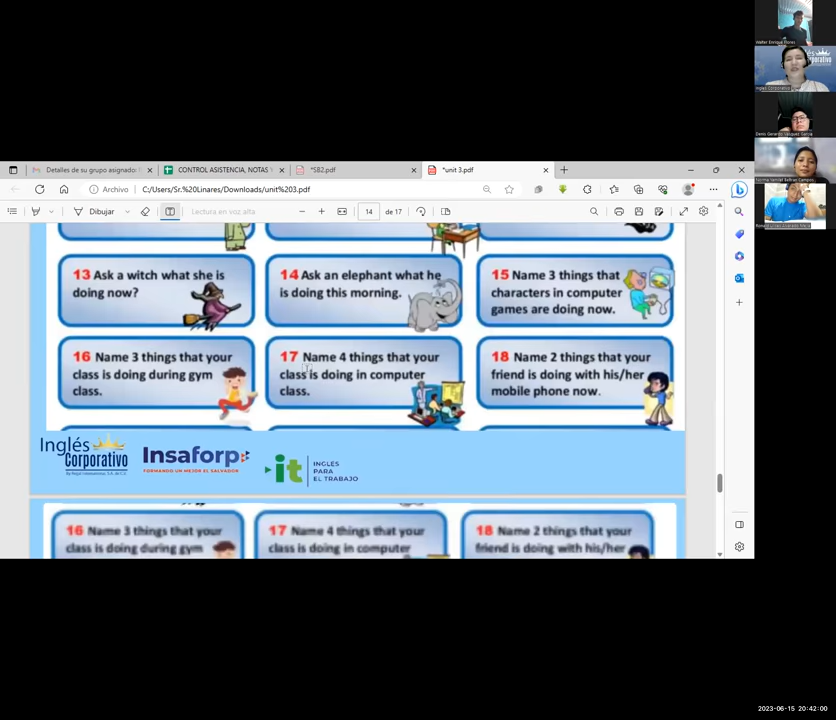 Walter Enrique Flores
Inglés Corporativo
CONTROL ASISTENCIA, NOTAS
*SB2.pdf
*unit 3.pdf
Archivo
C:/Users/Sr.%20Linares/Downloads/unit%203.pdf
Dibujar
Lectura en voz alta
14
de 17
13 Ask a witch what she is
doing now?
14 Ask an elephant what he
is doing this morning.
15 Name 3 things that
characters in computer
games are doing now.
16 Name 3 things that your
class is doing during gym
class.
17 Name 4 things that your
class is doing in computer
class.
18 Name 2 things that your
friend is doing with his/her
mobile phone now.
Inglés
Corporativo
Insaforp
FORMANDO UN MEJOR EL SALVADOR
it
INGLES
PARA
EL TRABAJO
16 Name 3 things that your
class is doing during gym
17 Name 4 things that your
class is doing in computer
18 Name 2 things that your
friend is doing with his/her
2023-06-15 20:42:00